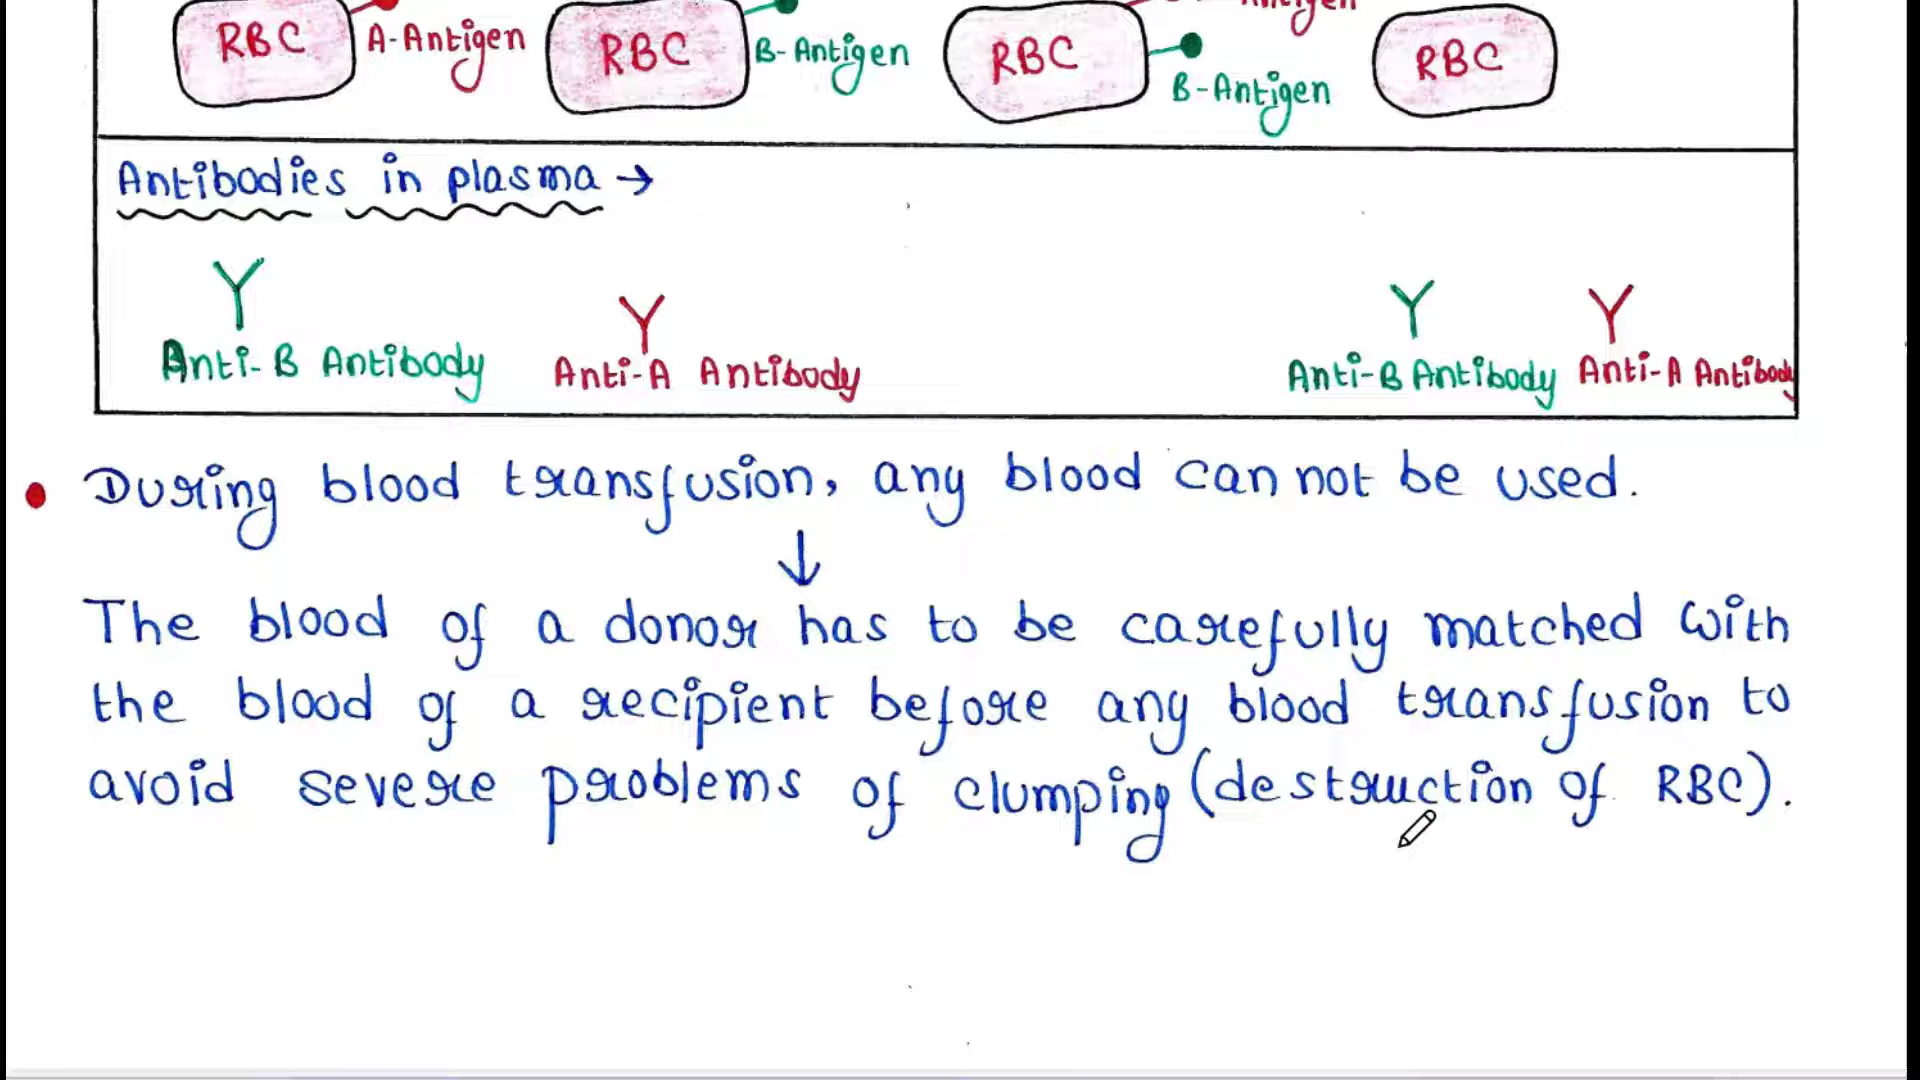 Antigen
RBC A-Antigen RBC B-Antigen RBC B-Antigen RBC
Antibodies in plasma →
Y Y Y Y
Anti-B Antibody Anti-A Antibody Anti-B Antibody Anti-A Antibody
• During blood transfusion, any blood can not be used.
↓
The blood of a donor has to be carefully matched with
the blood of a recipient before any blood transfusion to
avoid severe problems of clumping (destruction of RBC).